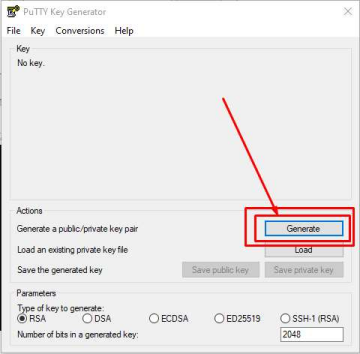 PuTTY Key Generator
File Key Conversions Help
Key
No key.
Actions
Generate a public/private key pair
Generate
Load an existing private key file
Load
Save the generated key
Save public key
Save private key
Parameters
Type of key to generate:
RSA DSA ECDSA ED25519 SSH-1 (RSA)
Number of bits in a generated key:
2048